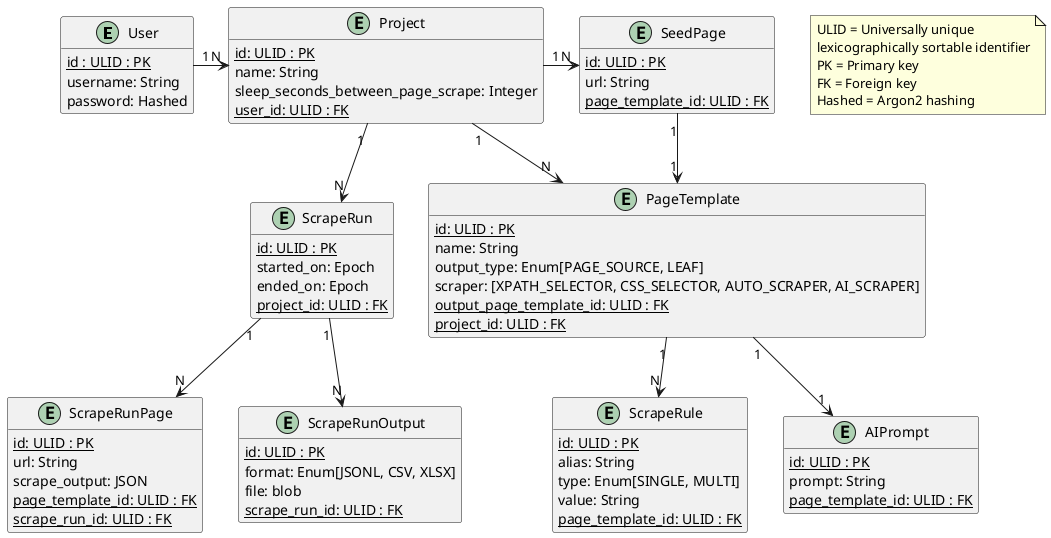 E User
id : ULID : PK
username: String
password: Hashed
1 N
E Project
id: ULID : PK
name: String
sleep_seconds_between_page_scrape: Integer
user_id: ULID : FK
1 N
E SeedPage
id: ULID : PK
url: String
page_template_id: ULID : FK
ULID = Universally unique
lexicographically sortable identifier
PK = Primary key
FK = Foreign key
Hashed = Argon2 hashing
1
N
1
N
1
1
E ScrapeRun
id: ULID : PK
started_on: Epoch
ended_on: Epoch
project_id: ULID : FK
E PageTemplate
id: ULID : PK
name: String
output_type: Enum[PAGE_SOURCE, LEAF]
scraper: [XPATH_SELECTOR, CSS_SELECTOR, AUTO_SCRAPER, AI_SCRAPER]
output_page_template_id: ULID : FK
project_id: ULID : FK
1
N
1
N
1
N
1
1
E ScrapeRunPage
id: ULID : PK
url: String
scrape_output: JSON
page_template_id: ULID : FK
scrape_run_id: ULID : FK
E ScrapeRunOutput
id: ULID : PK
format: Enum[JSONL, CSV, XLSX]
file: blob
scrape_run_id: ULID : FK
E ScrapeRule
id: ULID : PK
alias: String
type: Enum[SINGLE, MULTI]
value: String
page_template_id: ULID : FK
E AIPrompt
id: ULID : PK
prompt: String
page_template_id: ULID : FK